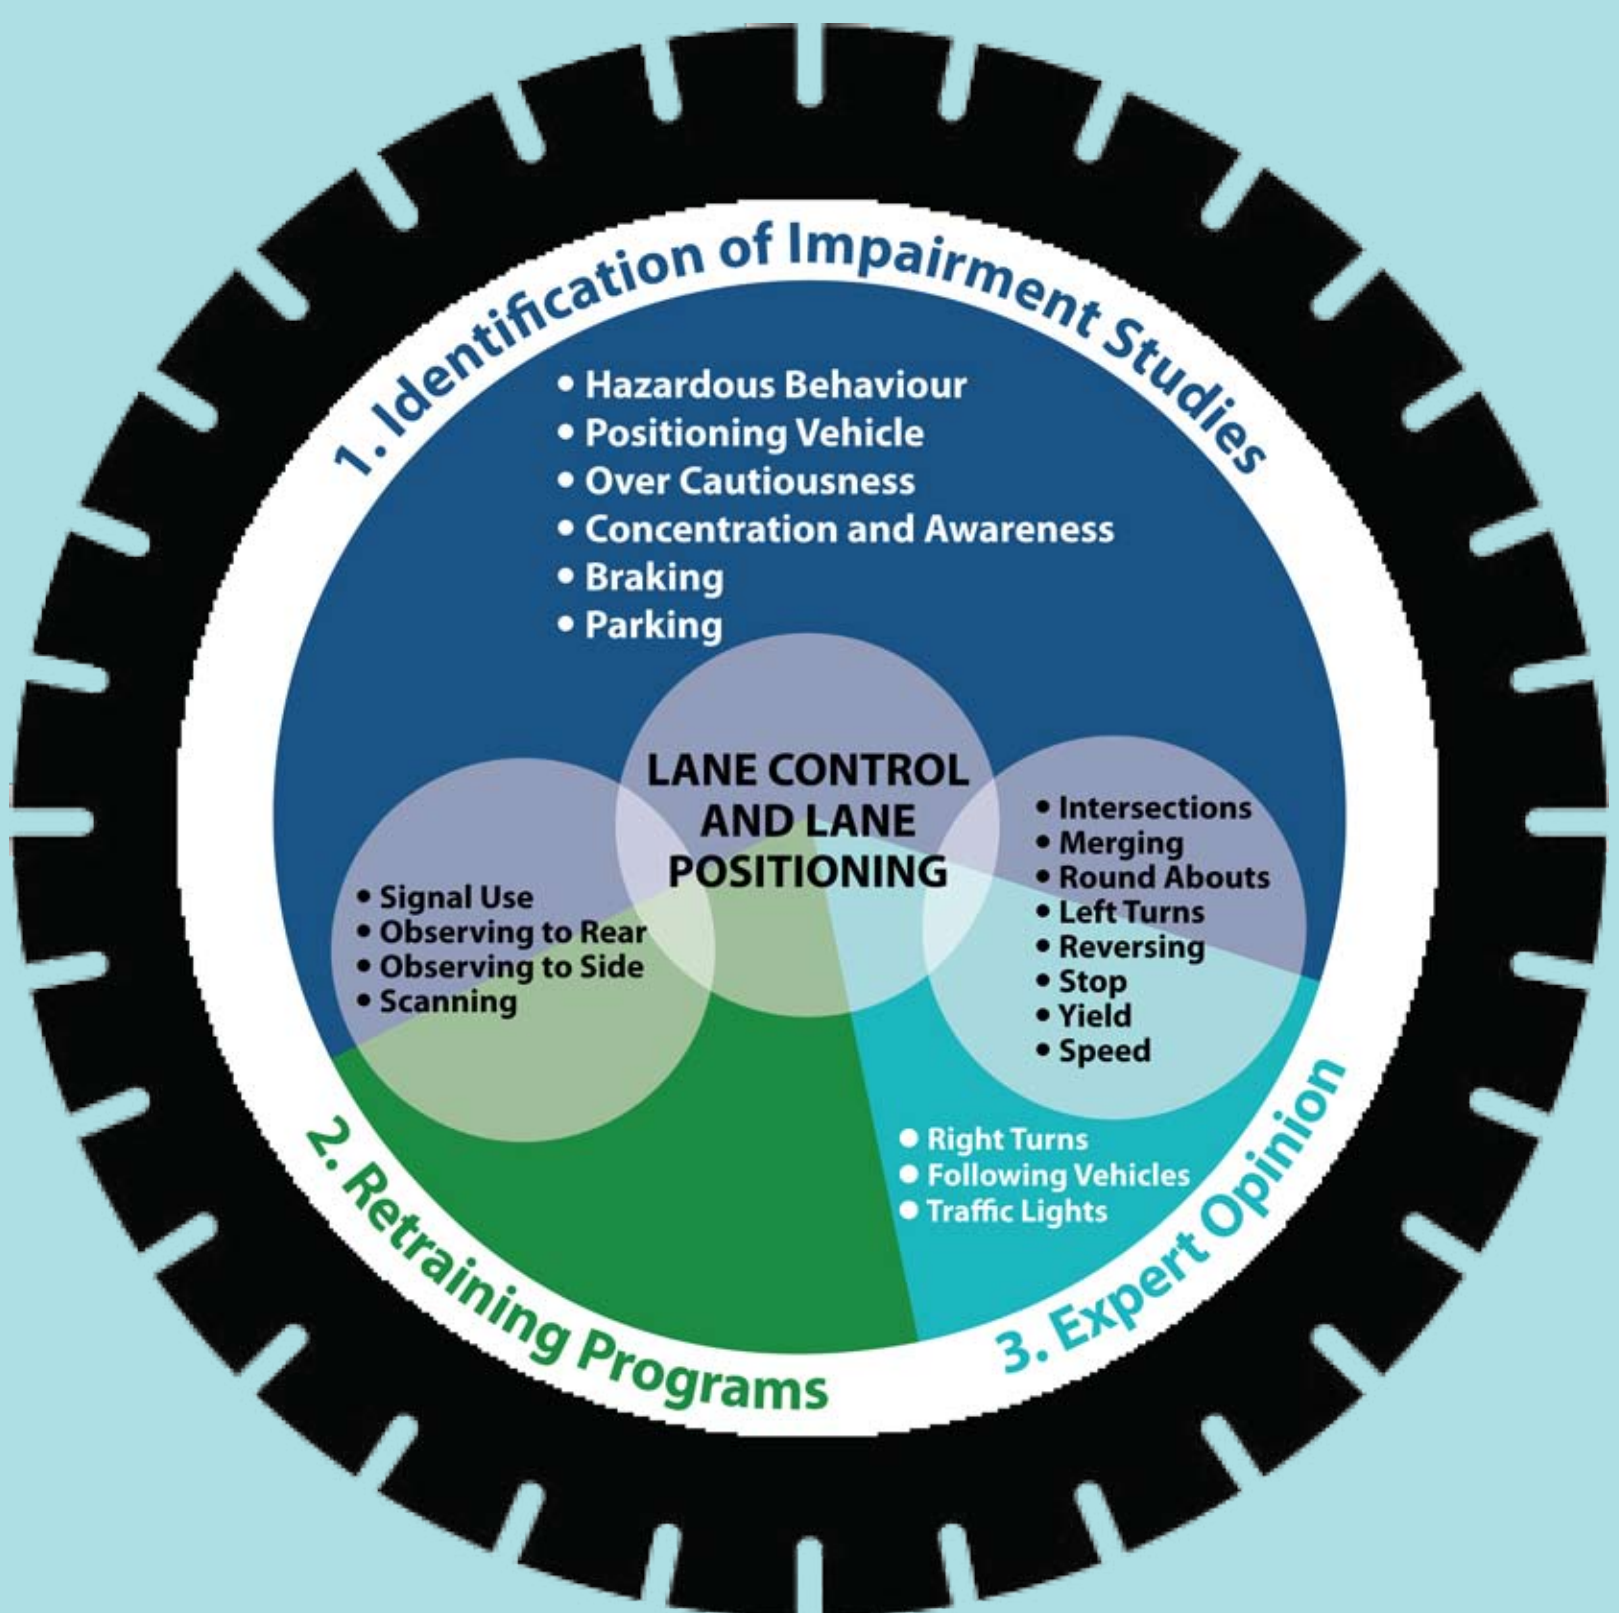 1. Identification of Impairment Studies
• Hazardous Behaviour
• Positioning Vehicle
• Over Cautiousness
• Concentration and Awareness
• Braking
• Parking
LANE CONTROL
AND LANE
POSITIONING
• Signal Use
• Observing to Rear
• Observing to Side
• Scanning
• Intersections
• Merging
• Round Abouts
• Left Turns
• Reversing
• Stop
• Yield
• Speed
• Right Turns
• Following Vehicles
• Traffic Lights
2. Retraining Programs
3. Expert Opinion